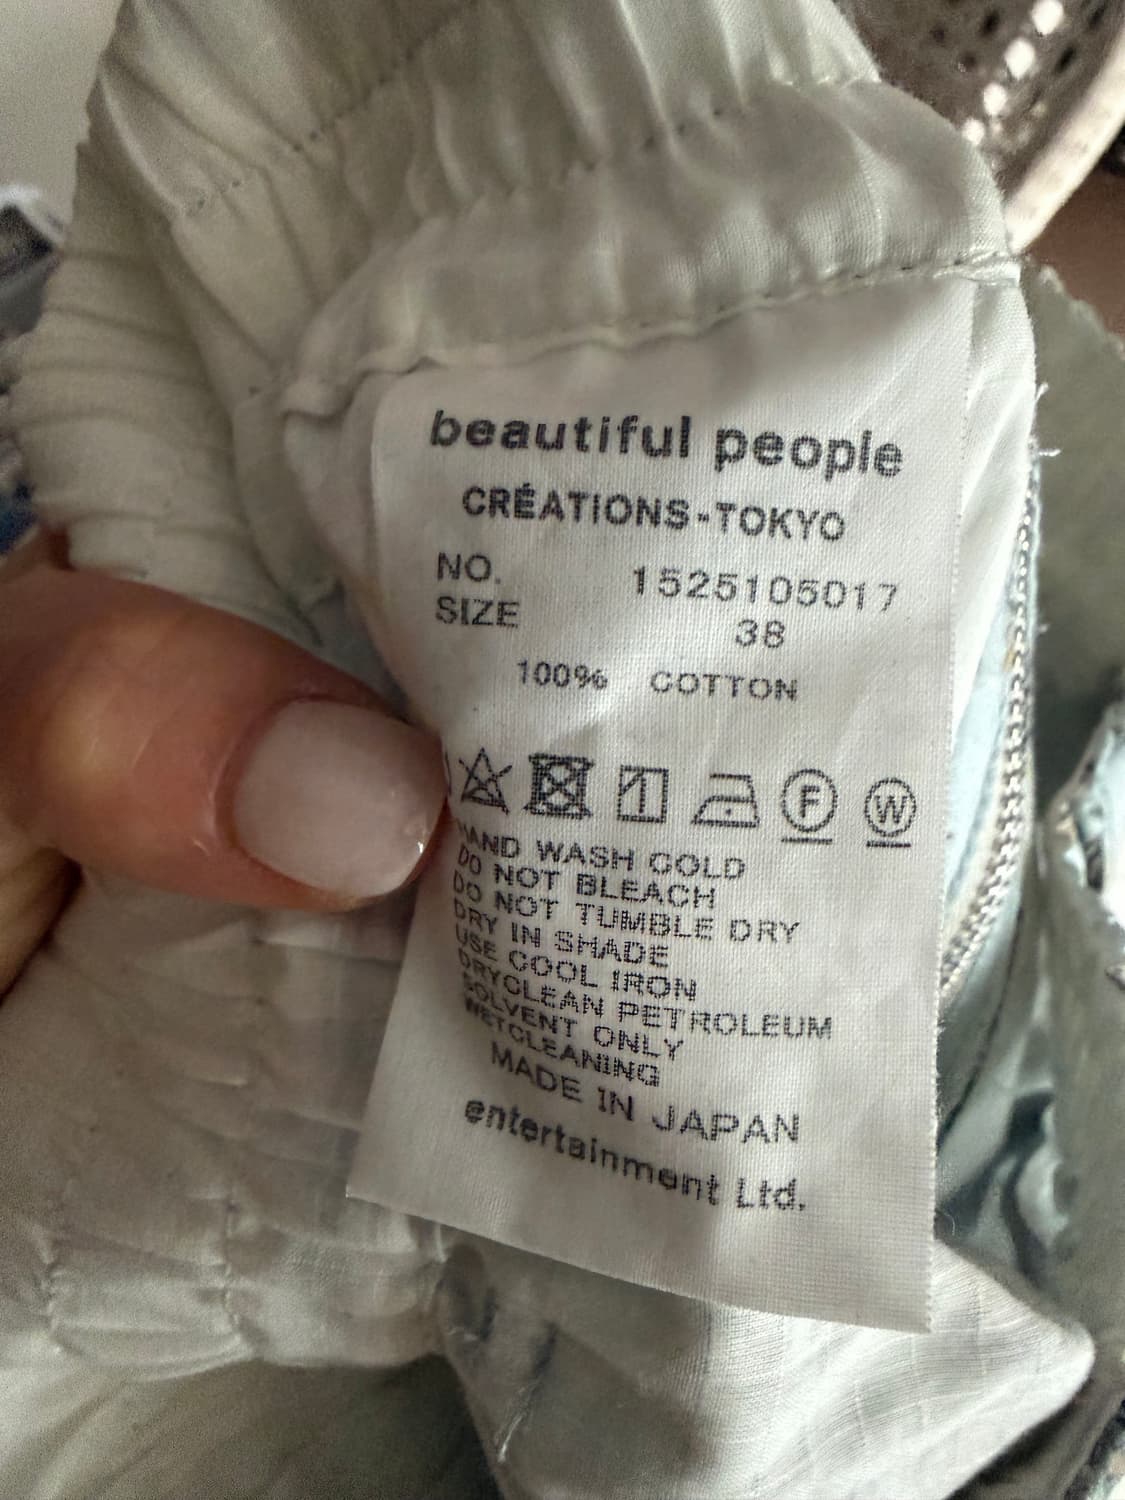 beautiful people
CRÉATIONS-TOKYO
NO. 1525105017
SIZE 38
100% COTTON
F W
HAND WASH COLD
DO NOT BLEACH
DO NOT TUMBLE DRY
DRY IN SHADE
USE COOL IRON
DRYCLEAN PETROLEUM
SOLVENT ONLY
WETCLEANING
MADE IN JAPAN
entertainment Ltd.